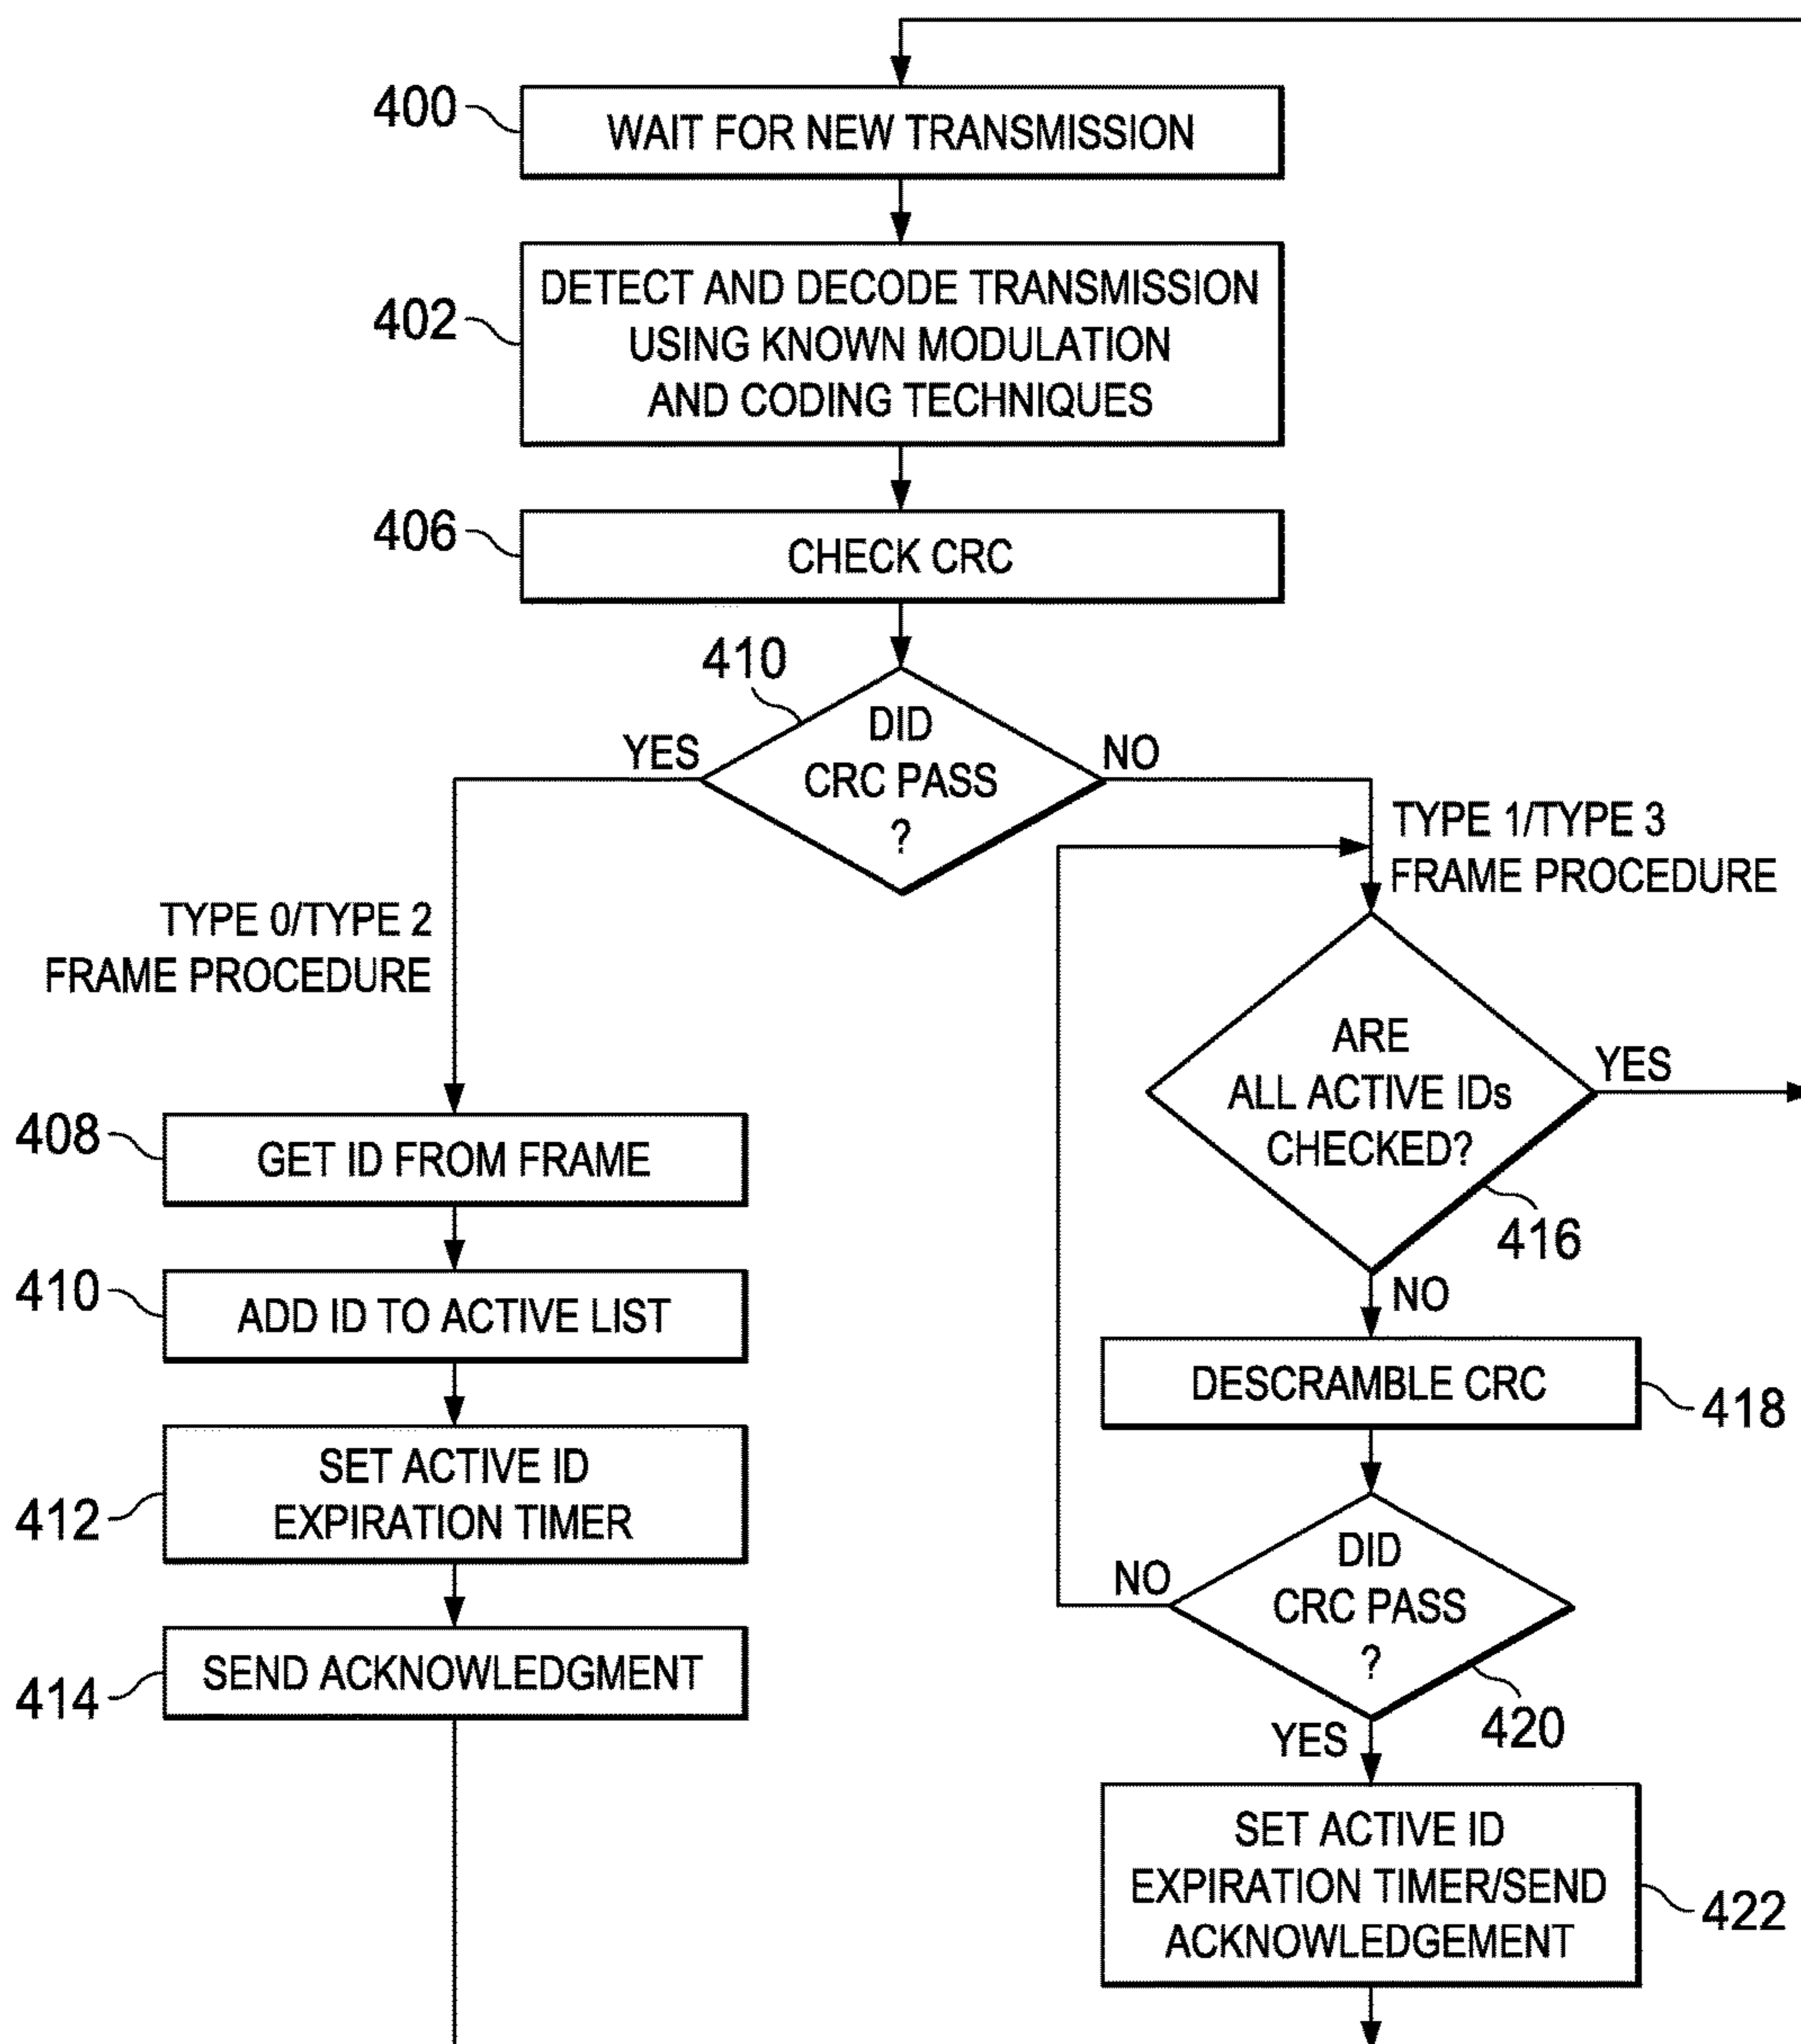 400
WAIT FOR NEW TRANSMISSION
402
DETECT AND DECODE TRANSMISSION
USING KNOWN MODULATION
AND CODING TECHNIQUES
406
CHECK CRC
410
DID
CRC PASS
?
YES
NO
TYPE 0/TYPE 2
FRAME PROCEDURE
408
GET ID FROM FRAME
410
ADD ID TO ACTIVE LIST
412
SET ACTIVE ID
EXPIRATION TIMER
414
SEND ACKNOWLEDGMENT
TYPE 1/TYPE 3
FRAME PROCEDURE
ARE
ALL ACTIVE IDs
CHECKED?
YES
416
NO
DESCRAMBLE CRC
418
DID
CRC PASS
?
NO
420
YES
SET ACTIVE ID
EXPIRATION TIMER/SEND
ACKNOWLEDGEMENT
422